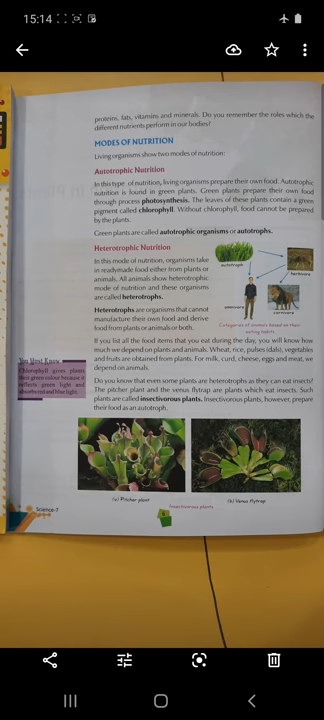 15:14
proteins, fats, vitamins and minerals. Do you remember the roles which the
different nutrients perform in our bodies?
MODES OF NUTRITION
Living organisms show two modes of nutrition:
Autotrophic Nutrition
In this type of nutrition, living organisms prepare their own food. Autotrophic
nutrition is found in green plants. Green plants prepare their own food
through process photosynthesis. The leaves of these plants contain a green
pigment called chlorophyll. Without chlorophyll, food cannot be prepared
by the plants.
Green plants are called autotrophic organisms or autotrophs.
Heterotrophic Nutrition
In this mode of nutrition, organisms take
in readymade food either from plants or
animals. All animals show heterotrophic
mode of nutrition and these organisms
are called heterotrophs.
Heterotrophs are organisms that cannot
manufacture their own food and derive
food from plants or animals or both.
autotroph
herbivore
omnivore
carnivore
Categories of animals based on their
eating habits
If you list all the food items that you eat during the day, you will know how
much we depend on plants and animals. Wheat, rice, pulses (dals), vegetables
and fruits are obtained from plants. For milk, curd, cheese, eggs and meat, we
depend on animals.
You Must Know
Chlorophyll gives plants
their green colour because it
reflects green light and
absorbs red and blue light.
Do you know that even some plants are heterotrophs as they can eat insects?
The pitcher plant and the venus flytrap are plants which eat insects. Such
plants are called insectivorous plants. Insectivorous plants, however, prepare
their food as an autotroph.
(a) Pitcher plant
(b) Venus flytrap
Insectivorous plants
Science-7